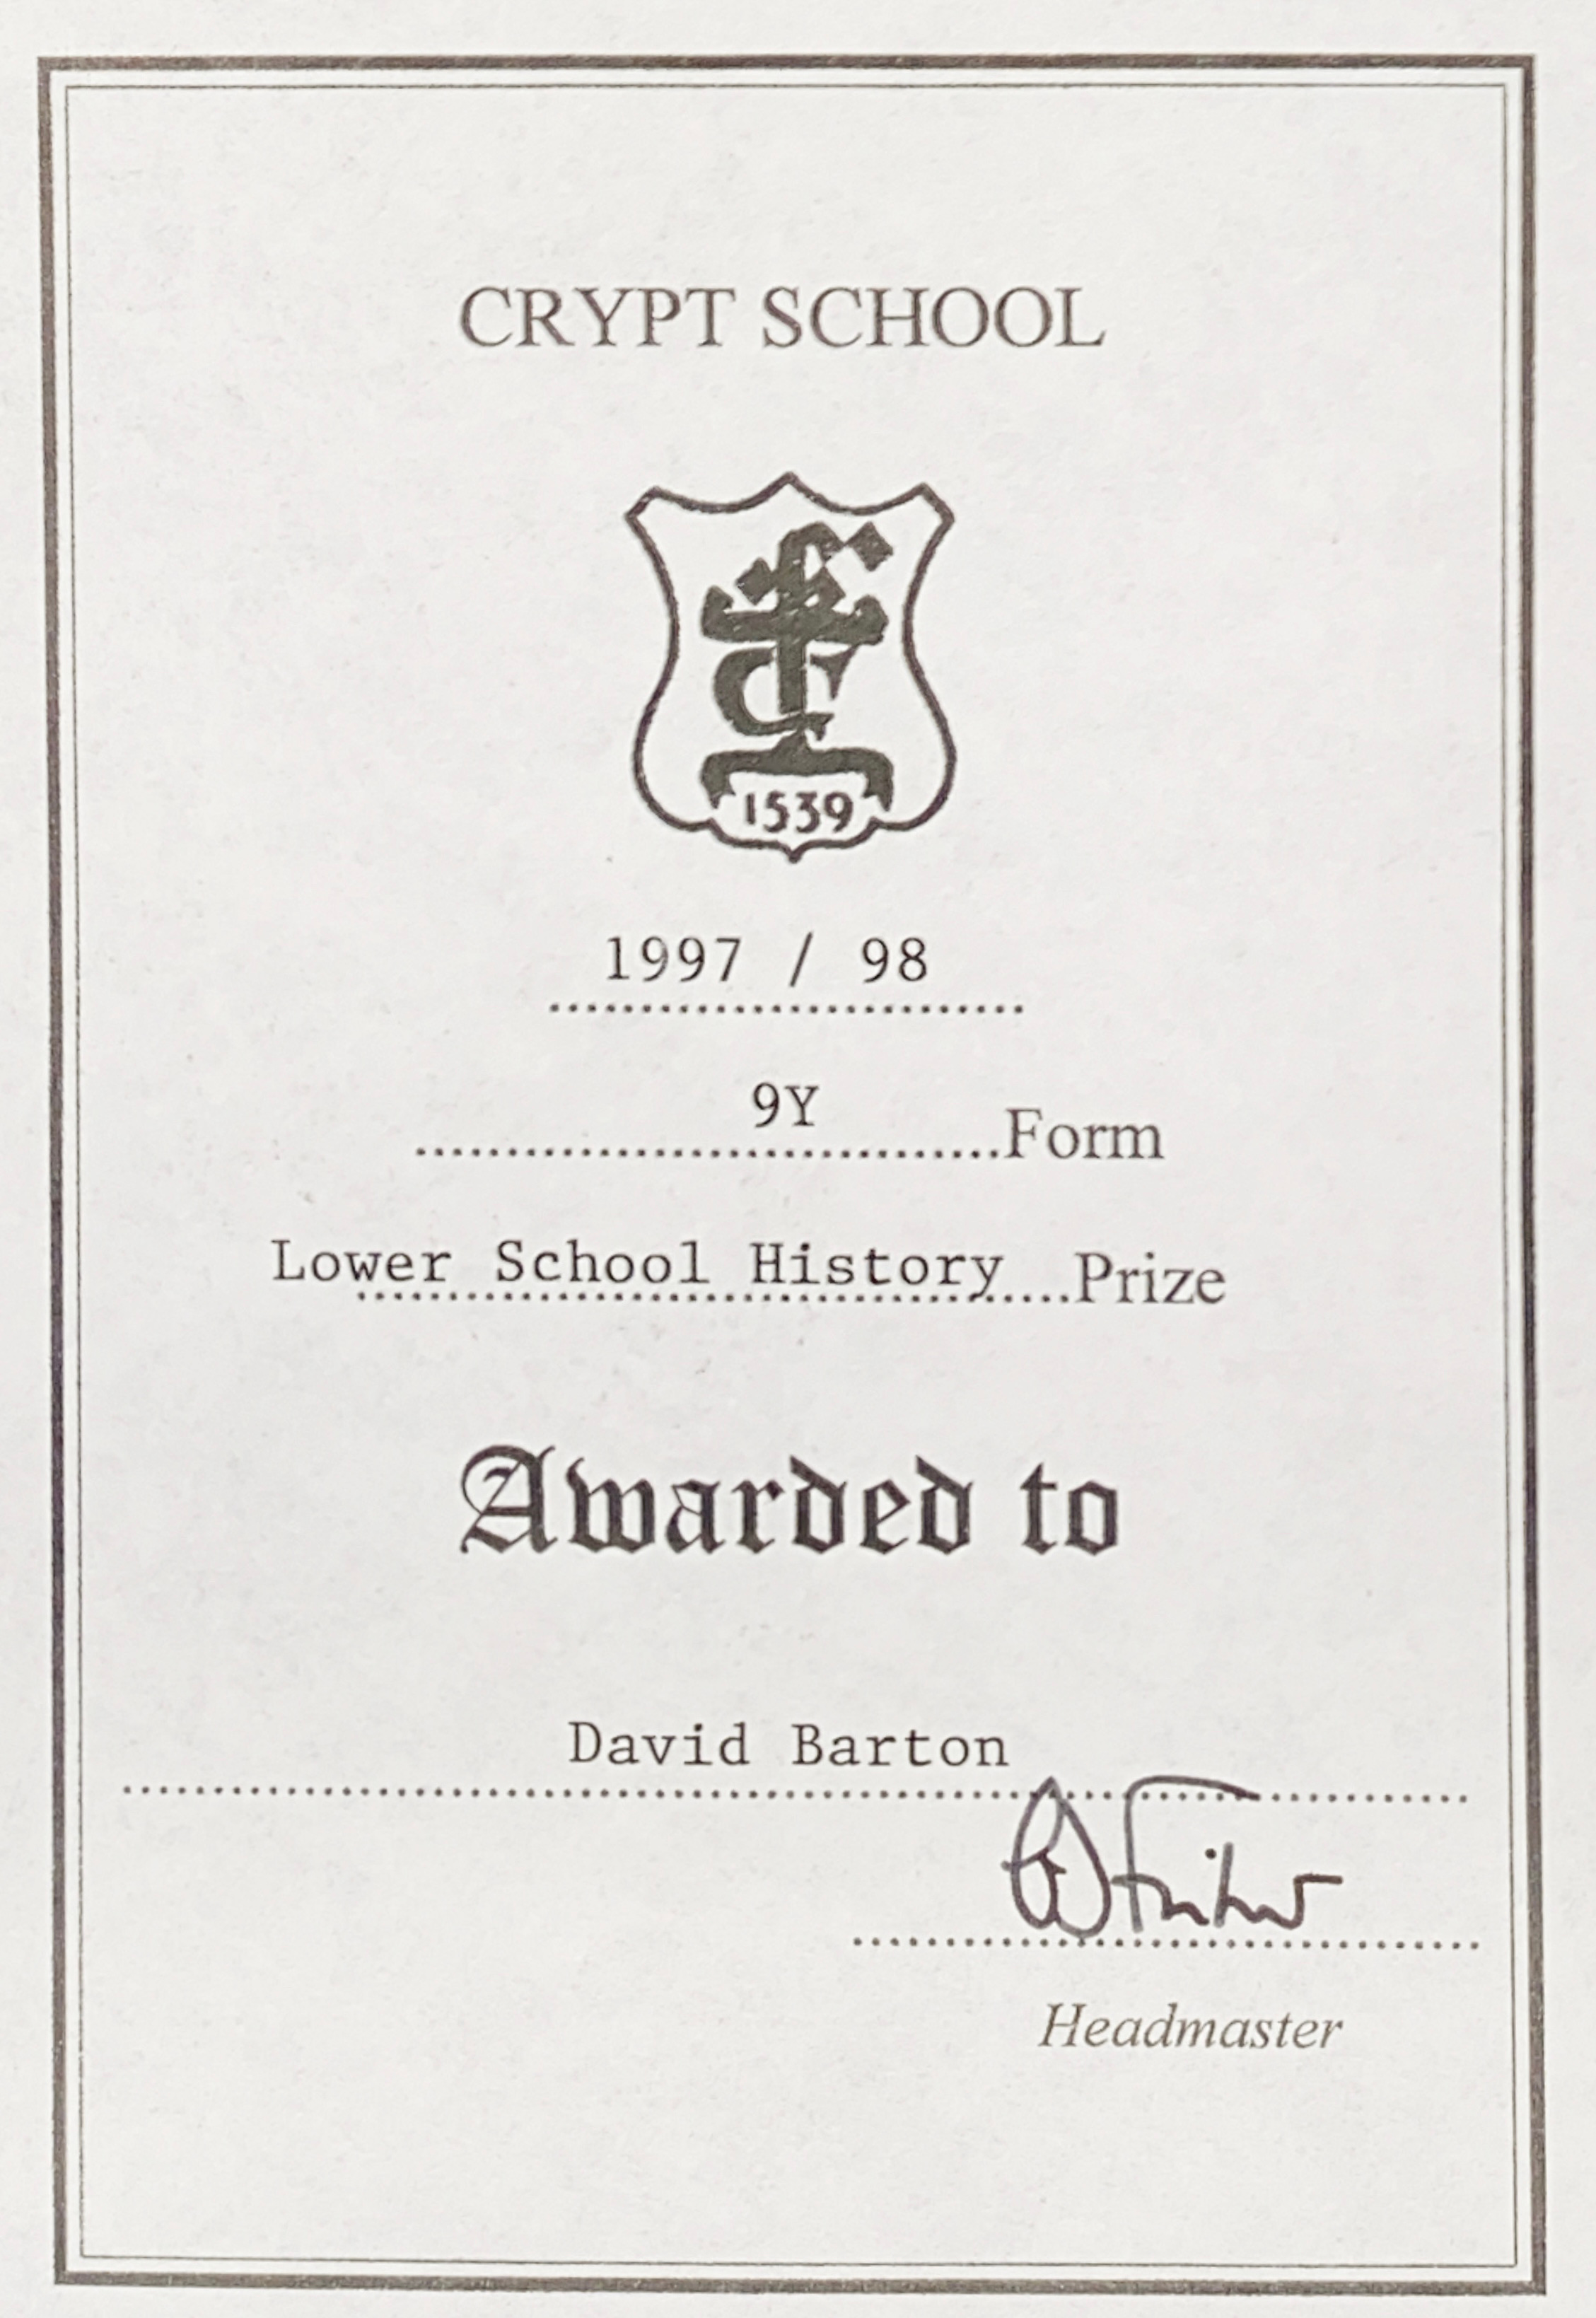 CRYPT SCHOOL
1539
1997 / 98
9Y Form
Lower School History Prize
Awarded to
David Barton
Headmaster